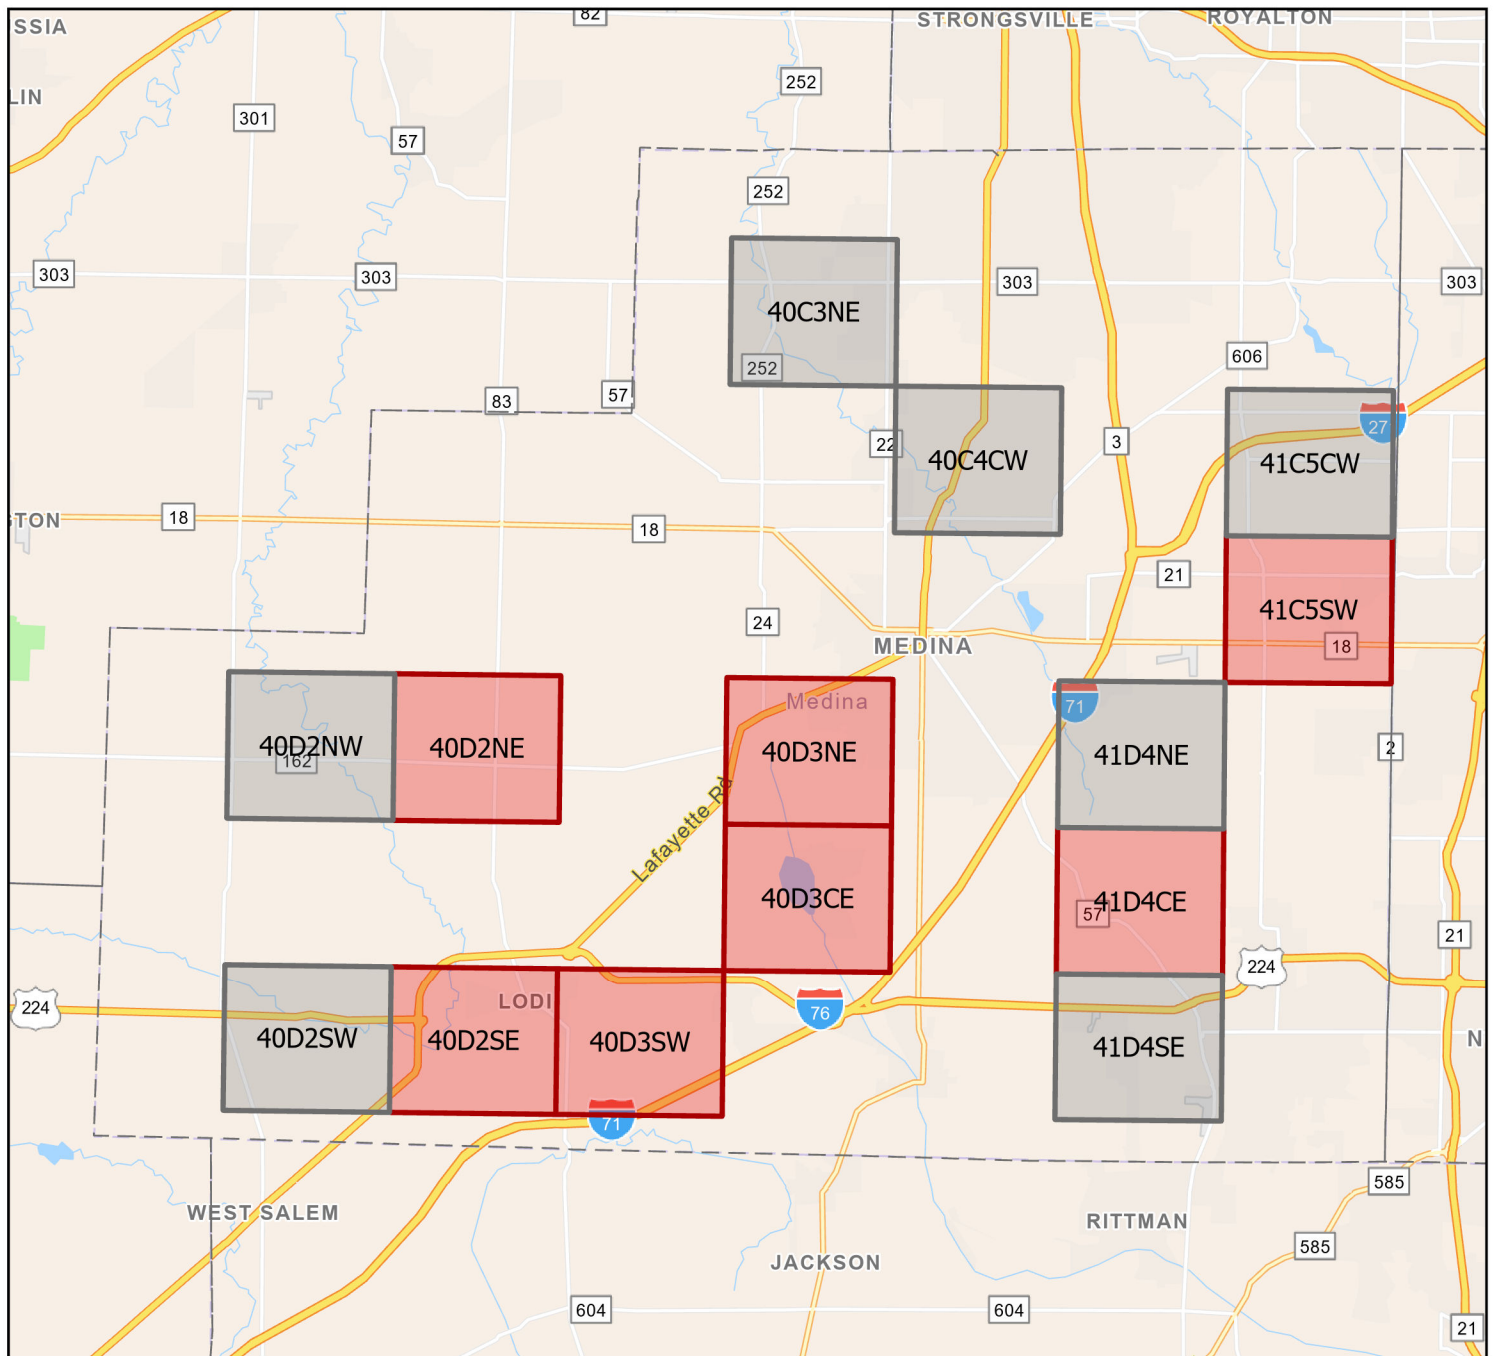 82
STRONGSVILLE
ROYALTON
SSIA
252
LIN
301
57
252
303
303
303
303
40C3NE
606
252
57
83
27
3
22
40C4CW
41C5CW
18
GTON
18
21
41C5SW
24
MEDINA
18
Medina
71
40D2NW
40D2NE
40D3NE
41D4NE
2
162
Lafayette Rd
40D3CE
41D4CE
57
21
224
LODI
224
76
40D2SW
40D2SE
40D3SW
41D4SE
N
71
585
WEST SALEM
RITTMAN
585
JACKSON
604
604
21